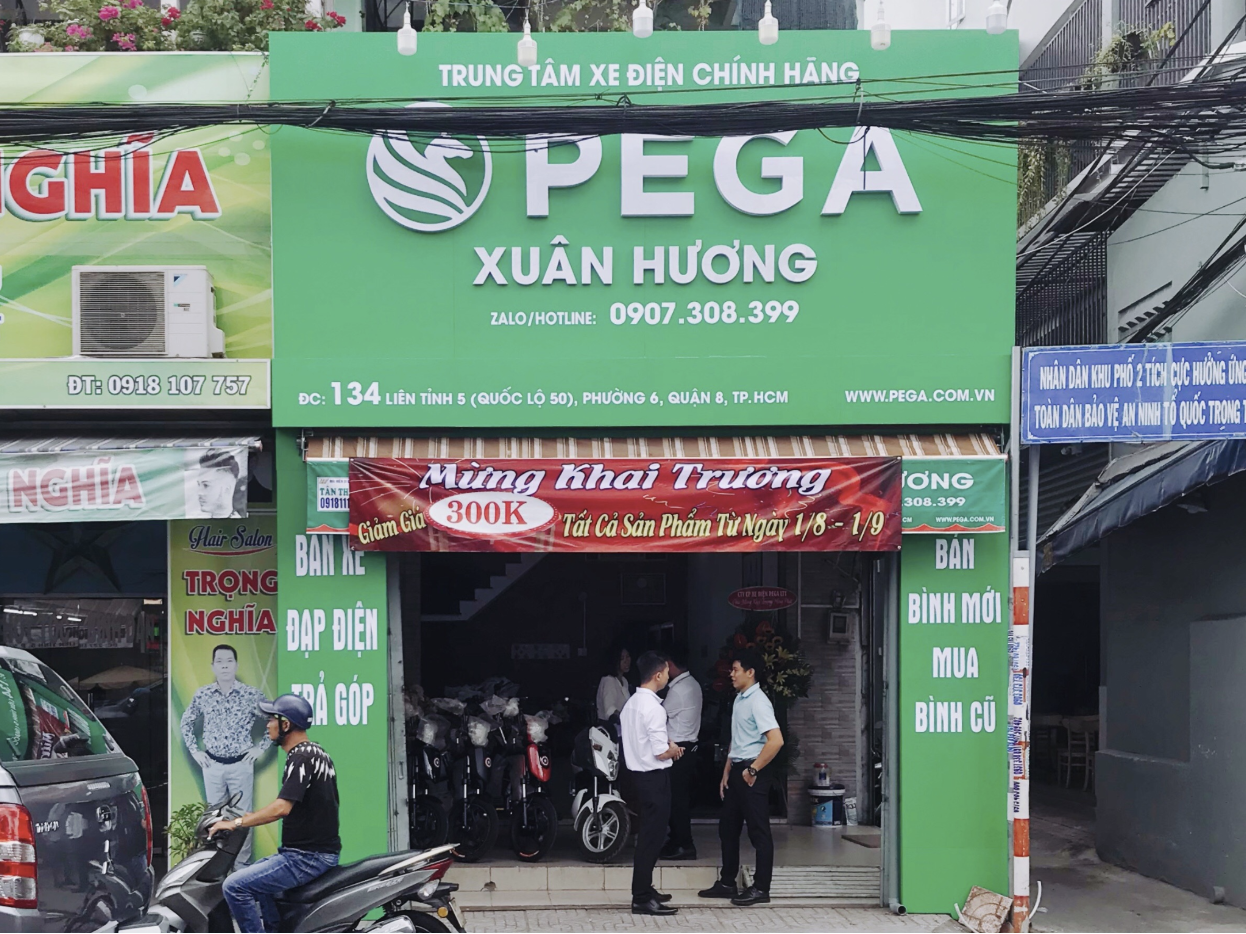 TRUNG TÂM XE ĐIỆN CHÍNH HÃNG
PEGA
XUÂN HƯƠNG
ZALO/HOTLINE: 0907.308.399
ĐC: 134 LIÊN TỈNH 5 (QUỐC LỘ 50), PHƯỜNG 6, QUẬN 8, TP.HCM
WWW.PEGA.COM.VN
NGHĨA
ĐT: 0918 107 757
NGHĨA
Hair Salon
TRỌNG
NGHĨA
NHÂN DÂN KHU PHỐ 2 TÍCH CỰC HƯỞNG ỨNG
TOÀN DÂN BẢO VỆ AN NINH TỔ QUỐC TRONG T
Mừng Khai Trương
Giảm Giá 300K Tất Cả Sản Phẩm Từ Ngày 1/8 - 1/9
ƯƠNG
308.399
WWW.PEGA.COM.VN
BÁN XE
ĐẠP ĐIỆN
TRẢ GÓP
BÁN
BÌNH MỚI
MUA
BÌNH CŨ